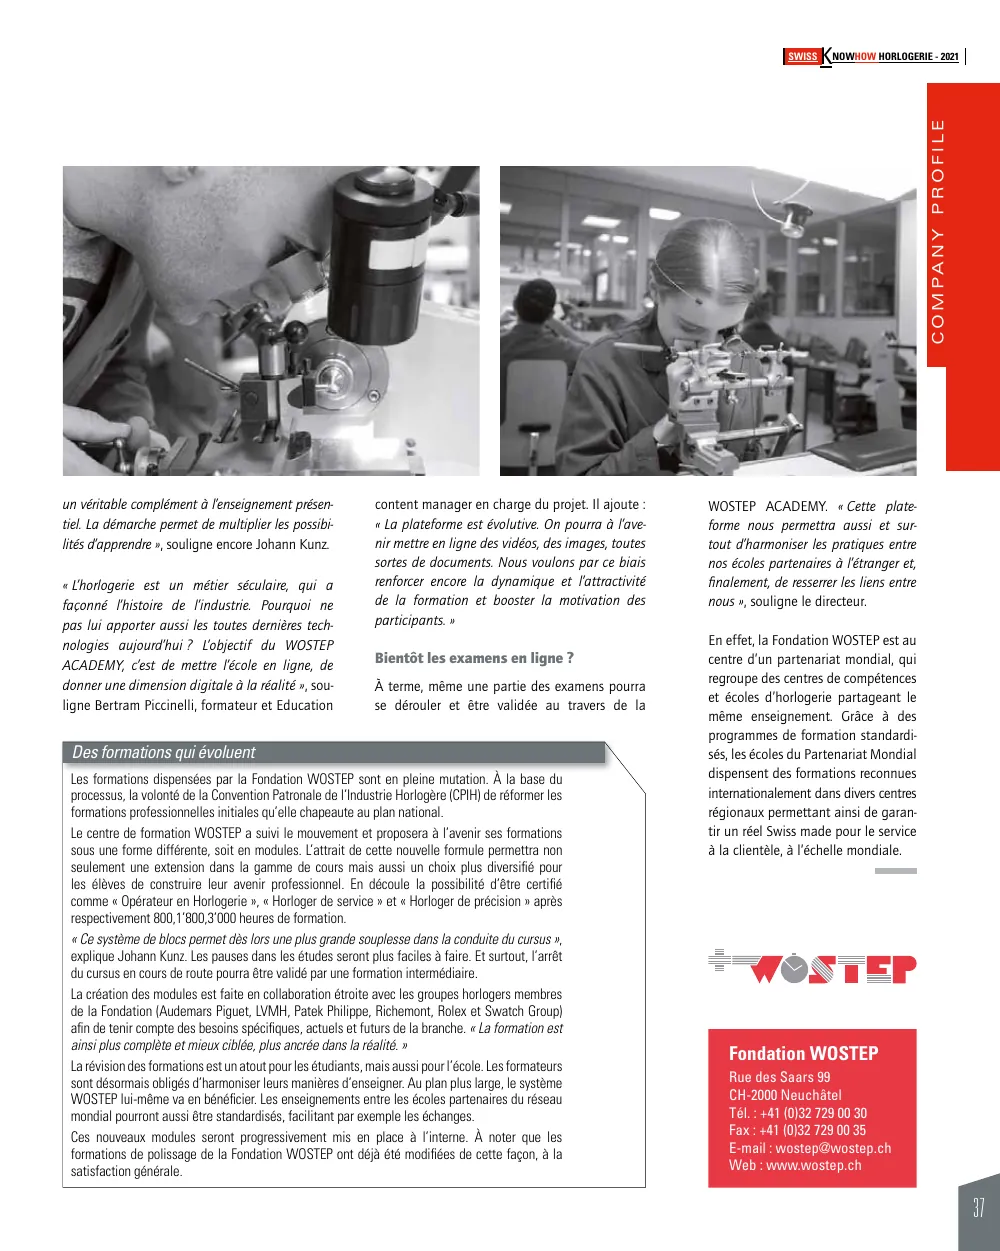 SWISS KNOWHOW HORLOGERIE - 2021
COMPANY PROFILE
un véritable complément à l'enseignement présen-
tiel. La démarche permet de multiplier les possibi-
lités d'apprendre », souligne encore Johann Kunz.
« L'horlogerie est un métier séculaire, qui a
façonné l'histoire de l'industrie. Pourquoi ne
pas lui apporter aussi les toutes dernières tech-
nologies aujourd'hui ? L'objectif du WOSTEP
ACADEMY, c'est de mettre l'école en ligne, de
donner une dimension digitale à la réalité », sou-
ligne Bertram Piccinelli, formateur et Education
content manager en charge du projet. Il ajoute :
« La plateforme est évolutive. On pourra à l'ave-
nir mettre en ligne des vidéos, des images, toutes
sortes de documents. Nous voulons par ce biais
renforcer encore la dynamique et l'attractivité
de la formation et booster la motivation des
participants. »
Bientôt les examens en ligne ?
À terme, même une partie des examens pourra
se dérouler et être validée au travers de la
WOSTEP ACADEMY. « Cette plate-
forme nous permettra aussi et sur-
tout d'harmoniser les pratiques entre
nos écoles partenaires à l'étranger et,
finalement, de resserrer les liens entre
nous », souligne le directeur.
En effet, la Fondation WOSTEP est au
centre d'un partenariat mondial, qui
regroupe des centres de compétences
et écoles d'horlogerie partageant le
même enseignement. Grâce à des
programmes de formation standardi-
sés, les écoles du Partenariat Mondial
dispensent des formations reconnues
internationalement dans divers centres
régionaux permettant ainsi de garan-
tir un réel Swiss made pour le service
à la clientèle, à l'échelle mondiale.
Des formations qui évoluent
Les formations dispensées par la Fondation WOSTEP sont en pleine mutation. À la base du
processus, la volonté de la Convention Patronale de l'Industrie Horlogère (CPIH) de réformer les
formations professionnelles initiales qu'elle chapeaute au plan national.
Le centre de formation WOSTEP a suivi le mouvement et proposera à l'avenir ses formations
sous une forme différente, soit en modules. L'attrait de cette nouvelle formule permettra non
seulement une extension dans la gamme de cours mais aussi un choix plus diversifié pour
les élèves de construire leur avenir professionnel. En découle la possibilité d'être certifié
comme « Opérateur en Horlogerie », « Horloger de service » et « Horloger de précision » après
respectivement 800,1'800,3'000 heures de formation.
« Ce système de blocs permet dès lors une plus grande souplesse dans la conduite du cursus »,
explique Johann Kunz. Les pauses dans les études seront plus faciles à faire. Et surtout, l'arrêt
du cursus en cours de route pourra être validé par une formation intermédiaire.
La création des modules est faite en collaboration étroite avec les groupes horlogers membres
de la Fondation (Audemars Piguet, LVMH, Patek Philippe, Richemont, Rolex et Swatch Group)
afin de tenir compte des besoins spécifiques, actuels et futurs de la branche. « La formation est
ainsi plus complète et mieux ciblée, plus ancrée dans la réalité. »
La révision des formations est un atout pour les étudiants, mais aussi pour l'école. Les formateurs
sont désormais obligés d'harmoniser leurs manières d'enseigner. Au plan plus large, le système
WOSTEP lui-même va en bénéficier. Les enseignements entre les écoles partenaires du réseau
mondial pourront aussi être standardisés, facilitant par exemple les échanges.
Ces nouveaux modules seront progressivement mis en place à l'interne. À noter que les
formations de polissage de la Fondation WOSTEP ont déjà été modifiées de cette façon, à la
satisfaction générale.
WOSTEP
Fondation WOSTEP
Rue des Saars 99
CH-2000 Neuchâtel
Tél. : +41 (0)32 729 00 30
Fax : +41 (0)32 729 00 35
E-mail : wostep@wostep.ch
Web : www.wostep.ch
37